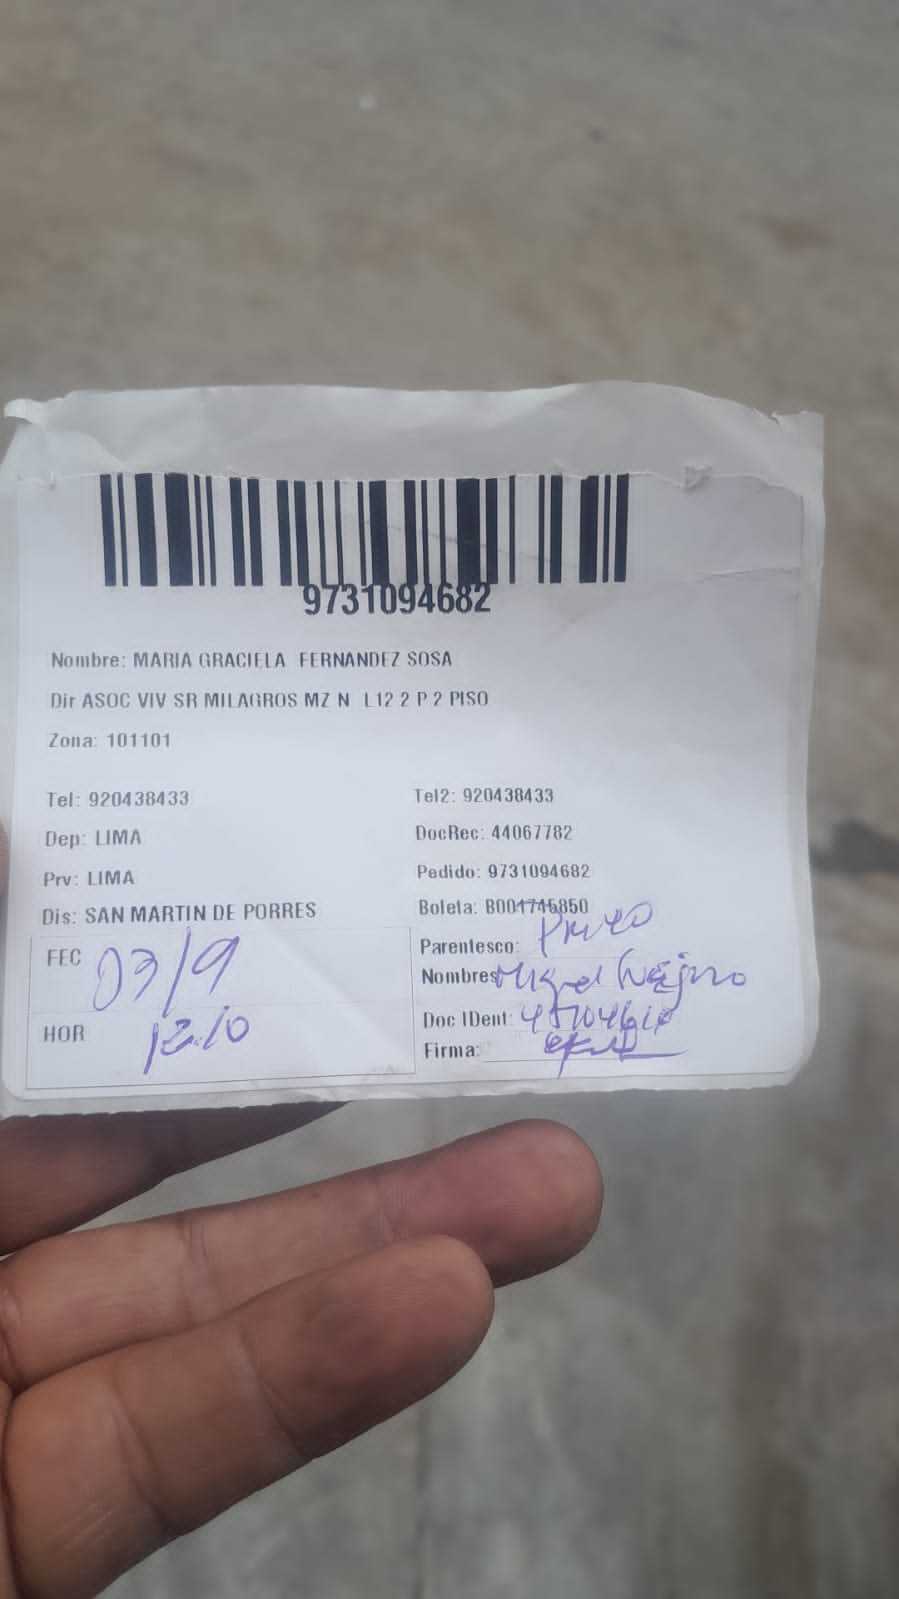 9731094682
Nombre: MARIA GRACIELA FERNANDEZ SOSA
Dir ASOC VIV SR MILAGROS MZ N L12 2 P 2 PISO
Zona: 101101
Tel: 920438433 Tel2: 920438433
Dep: LIMA DocRec: 44067782
Prv: LIMA Pedido: 9731094682
Dis: SAN MARTIN DE PORRES Boleta: B001745850
FEC 03/9 Parentesco: Primo
Nombres Miguel
HOR 12:10 Doc IDent:
Firma: